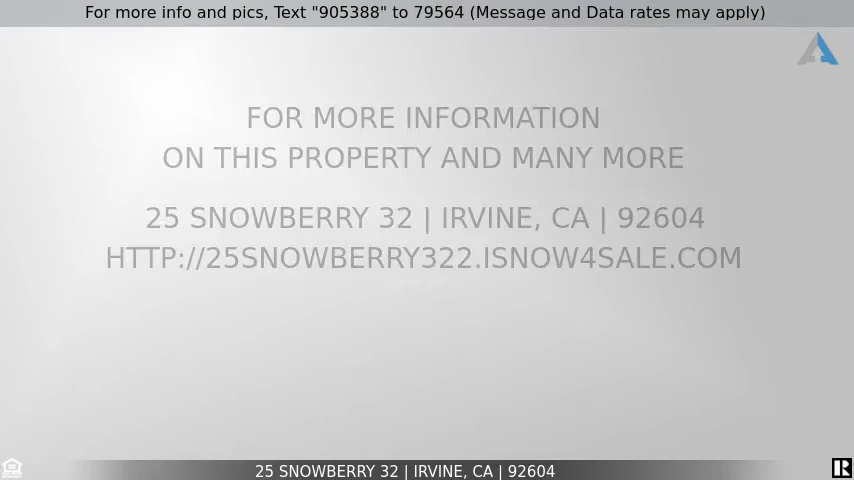 For more info and pics, Text "905388" to 79564 (Message and Data rates may apply)
FOR MORE INFORMATION
ON THIS PROPERTY AND MANY MORE
25 SNOWBERRY 32 | IRVINE, CA | 92604
HTTP://25SNOWBERRY322.ISNOW4SALE.COM
25 SNOWBERRY 32 | IRVINE, CA | 92604